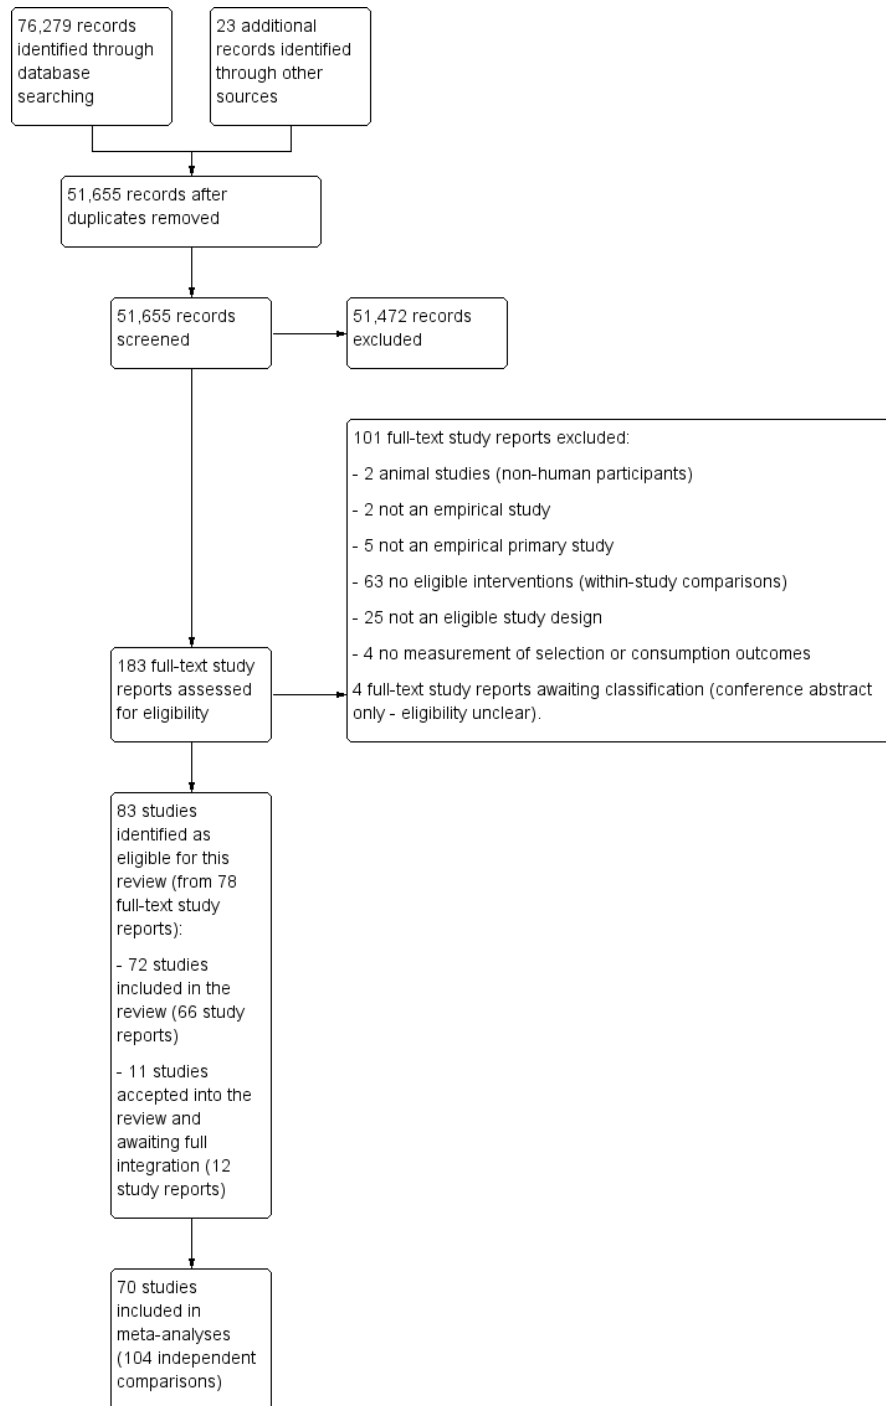 76,279 records
identified through
database
searching
23 additional
records identified
through other
sources
51,655 records after
duplicates removed
51,655 records
screened
51,472 records
excluded
101 full-text study reports excluded:
- 2 animal studies (non-human participants)
- 2 not an empirical study
- 5 not an empirical primary study
- 63 no eligible interventions (within-study comparisons)
- 25 not an eligible study design
- 4 no measurement of selection or consumption outcomes
4 full-text study reports awaiting classification (conference abstract
only - eligibility unclear).
183 full-text study
reports assessed
for eligibility
83 studies
identified as
eligible for this
review (from 78
full-text study
reports):
- 72 studies
included in the
review (66 study
reports)
- 11 studies
accepted into the
review and
awaiting full
integration (12
study reports)
70 studies
included in
meta-analyses
(104 independent
comparisons)